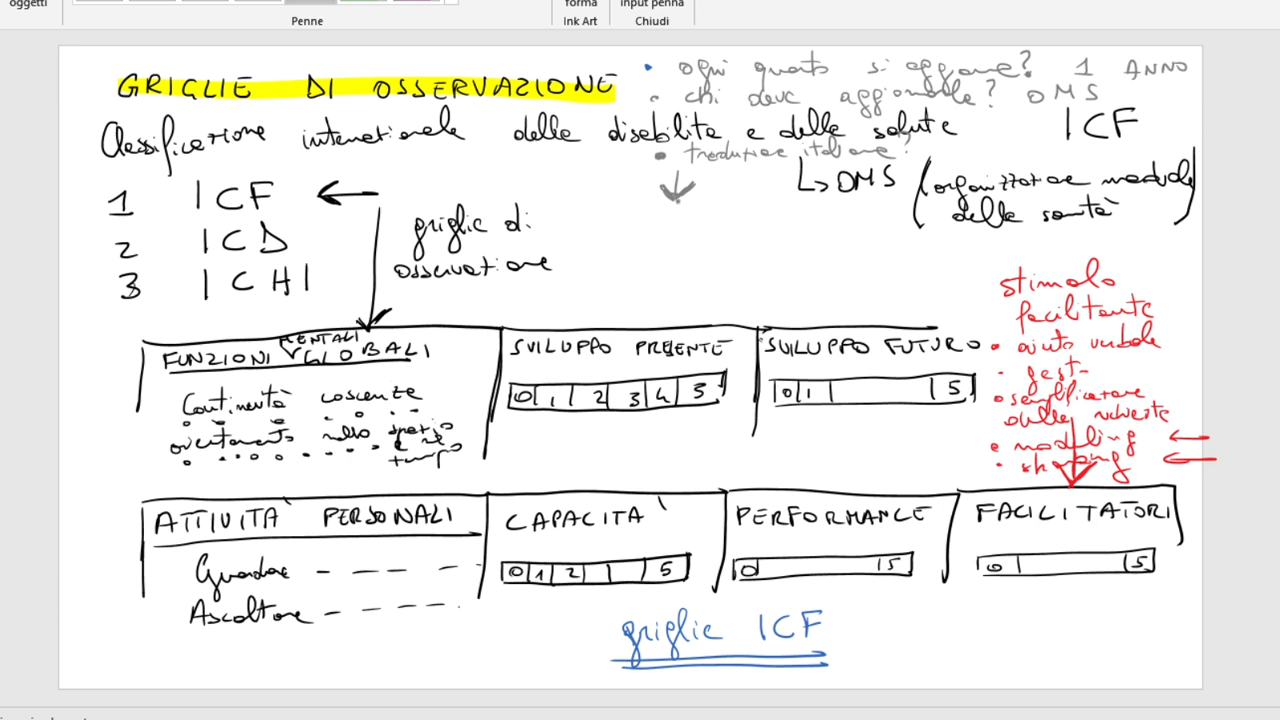 oggetti
Penne
forma
Ink Art
input penna
Chiudi
GRIGLIE DI OSSERVAZIONE
• ogni quanto si aggiorna? 1 ANNO
• chi deve aggiornarle? OMS
Classificazione internazionale delle disabilità e della salute ICF
• traduzione italiana?
↳ OMS (organizzazione mondiale
della sanità)
1 ICF ←
2 ICD
3 ICHI
griglie di
osservazione
stimolo
facilitante
• aiuto verbale
• gesti
• semplificazione
delle richieste
• modeling ←
• shaping ←
FUNZIONI MENTALI GLOBALI
Continuità coscienza
orientamento nello spazio
e nel
tempo
SVILUPPO PRESENTE
0 1 2 3 4 5
SVILUPPO FUTURO
0 1 5
ATTIVITÀ PERSONALI
Guardare - - - -
Ascoltare - - - - -
CAPACITÀ
0 1 2 5
PERFORMANCE
0 5
FACILITATORI
0 5
griglie ICF